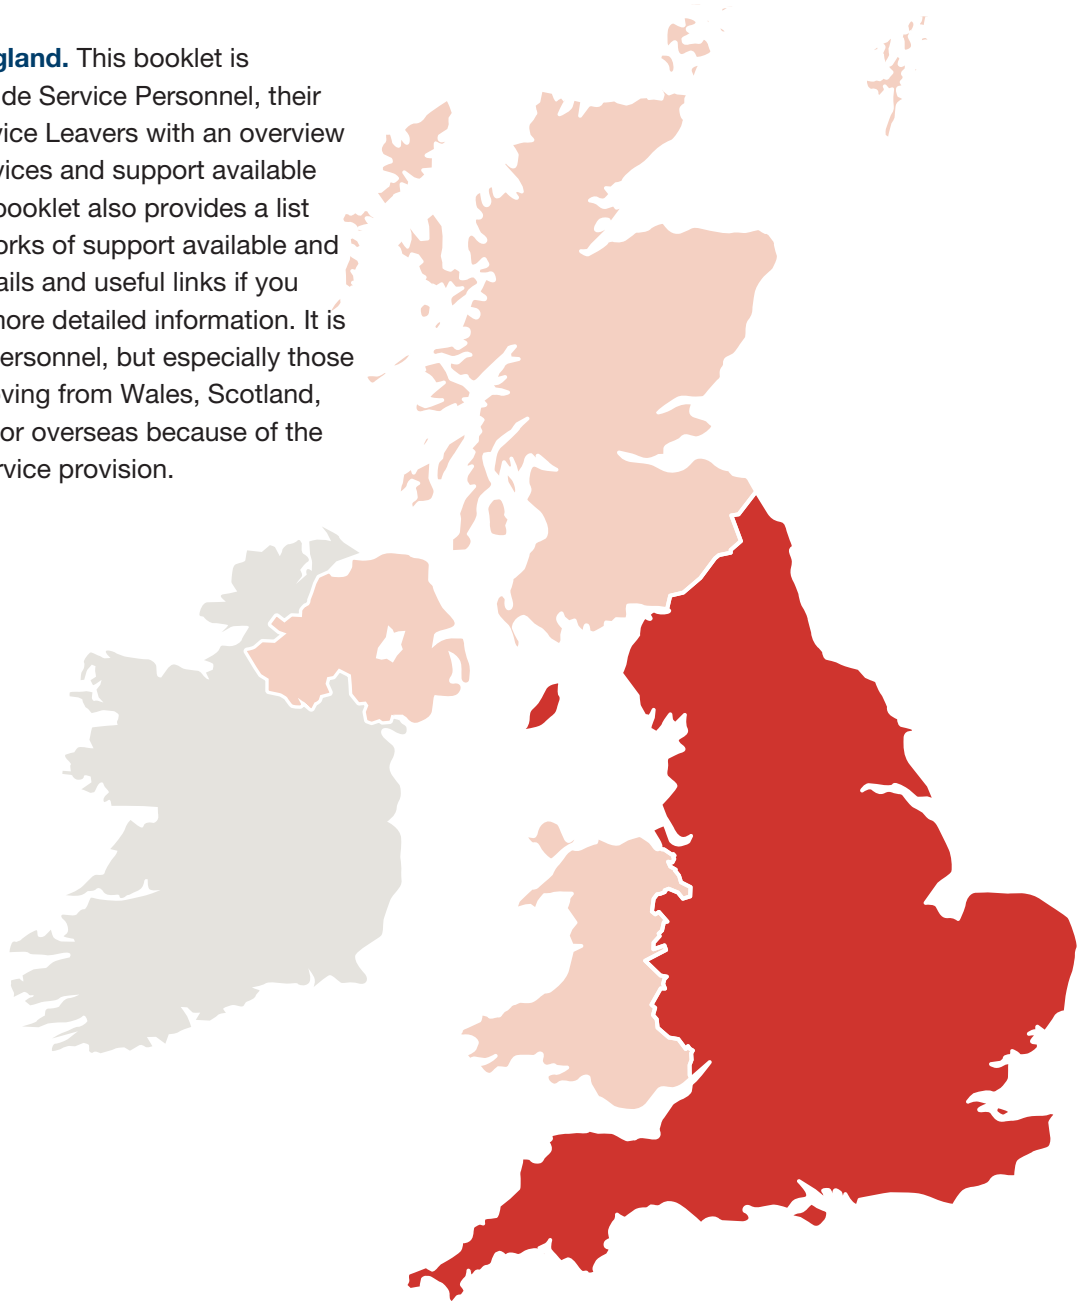 gland. This booklet is
de Service Personnel, their
vice Leavers with an overview
vices and support available
booklet also provides a list
orks of support available and
ails and useful links if you
more detailed information. It is
ersonnel, but especially those
ving from Wales, Scotland,
or overseas because of the
rvice provision.